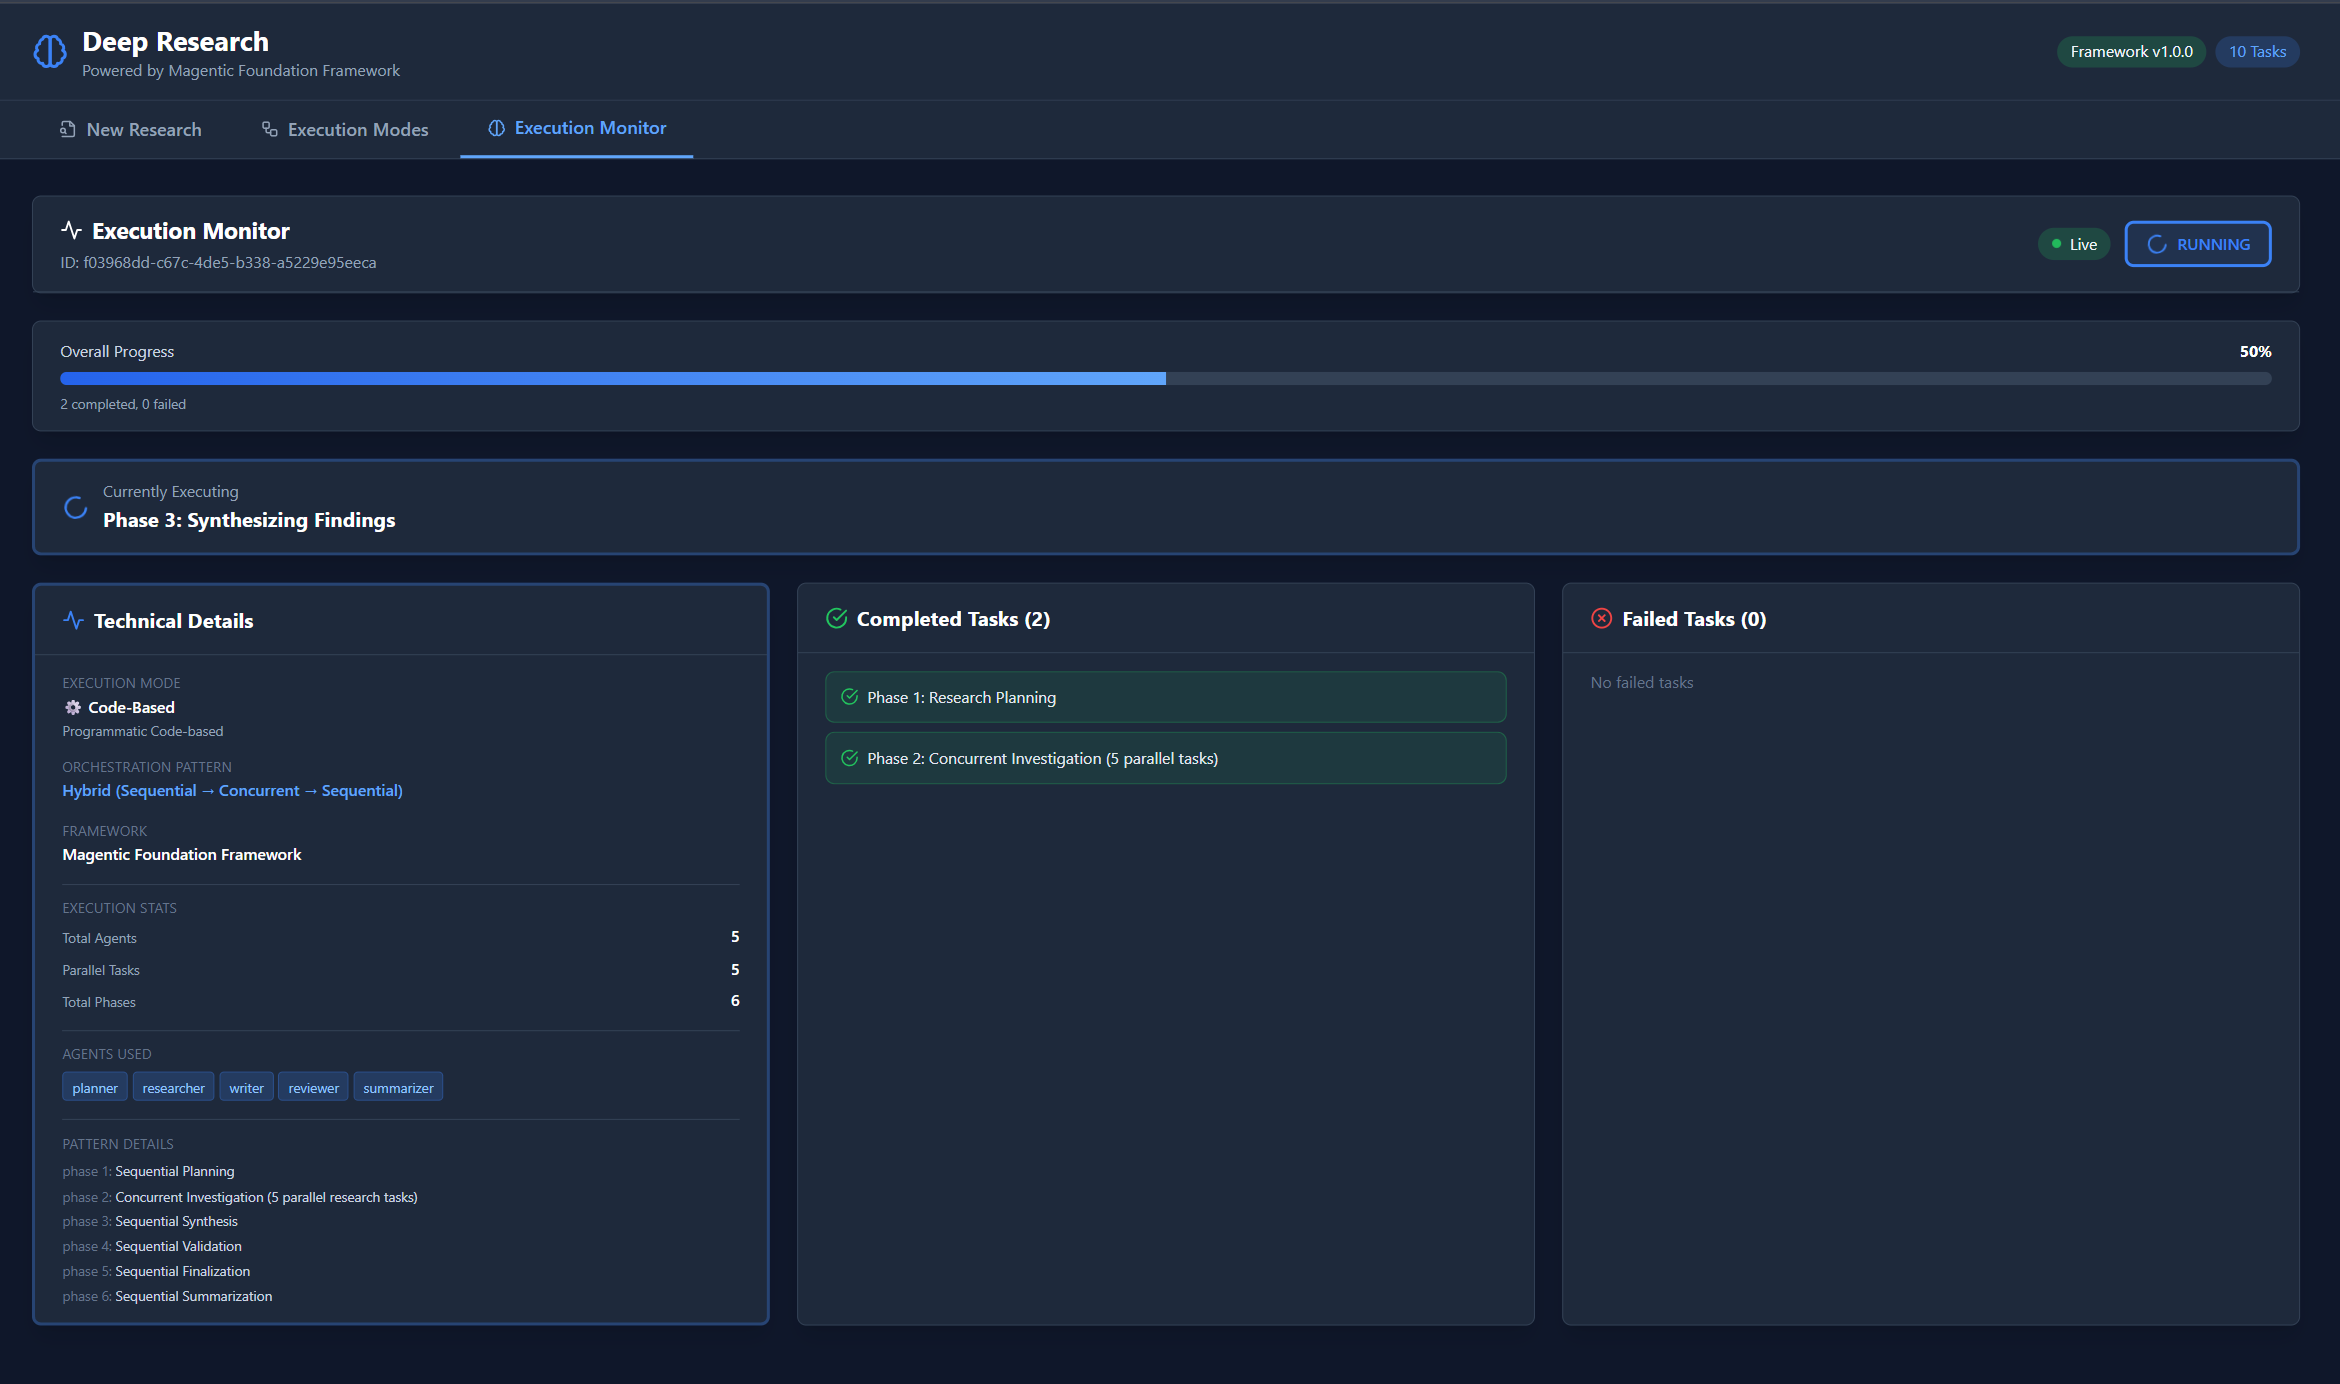 Deep Research
Powered by Magentic Foundation Framework
Framework v1.0.0
10 Tasks
New Research
Execution Modes
Execution Monitor
Execution Monitor
ID: f03968dd-c67c-4de5-b338-a5229e95eeca
Live
RUNNING
Overall Progress
50%
2 completed, 0 failed
Currently Executing
Phase 3: Synthesizing Findings
Technical Details
EXECUTION MODE
Code-Based
Programmatic Code-based
ORCHESTRATION PATTERN
Hybrid (Sequential → Concurrent → Sequential)
FRAMEWORK
Magentic Foundation Framework
EXECUTION STATS
Total Agents 5
Parallel Tasks 5
Total Phases 6
AGENTS USED
planner researcher writer reviewer summarizer
PATTERN DETAILS
phase 1: Sequential Planning
phase 2: Concurrent Investigation (5 parallel research tasks)
phase 3: Sequential Synthesis
phase 4: Sequential Validation
phase 5: Sequential Finalization
phase 6: Sequential Summarization
Completed Tasks (2)
Phase 1: Research Planning
Phase 2: Concurrent Investigation (5 parallel tasks)
Failed Tasks (0)
No failed tasks